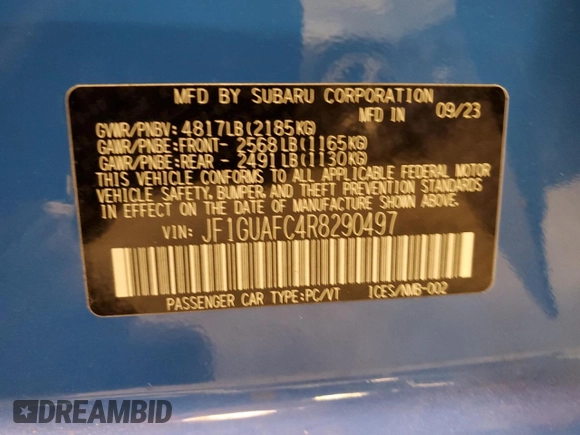 MFD BY SUBARU CORPORATION
MFD IN 09/23
GVWR/PNBV: 4817LB(2185KG)
GAWR/PNBE:FRONT- 2568LB(1165KG)
GAWR/PNBE:REAR - 2491LB(1130KG)
THIS VEHICLE CONFORMS TO ALL APPLICABLE FEDERAL MOTOR
VEHICLE SAFETY, BUMPER, AND THEFT PREVENTION STANDARDS
IN EFFECT ON THE DATE OF MANUFACTURE SHOWN ABOVE.
VIN: JF1GUAFC4R8290497
PASSENGER CAR TYPE:PC/VT ICES/NMB-002
DREAMBID